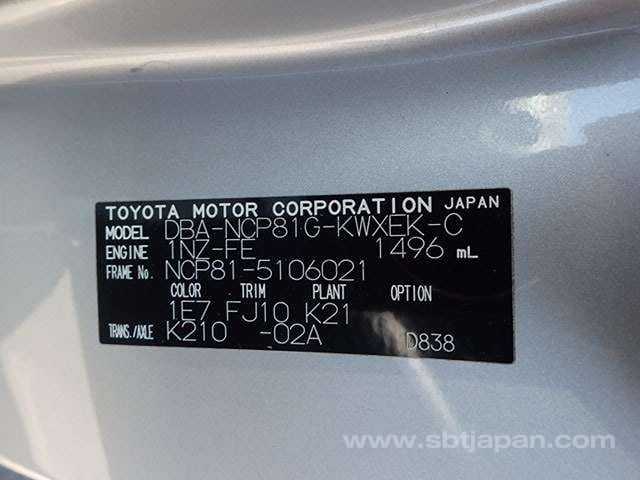 TOYOTA MOTOR CORPORATION JAPAN
MODEL DBA-NCP81G-KWXEK-C
ENGINE 1NZ-FE 1496 mL
FRAME No. NCP81-5106021
COLOR TRIM PLANT OPTION
1E7 FJ10 K21
TRANS./AXLE K210 -02A D838
www.sbtjapan.com